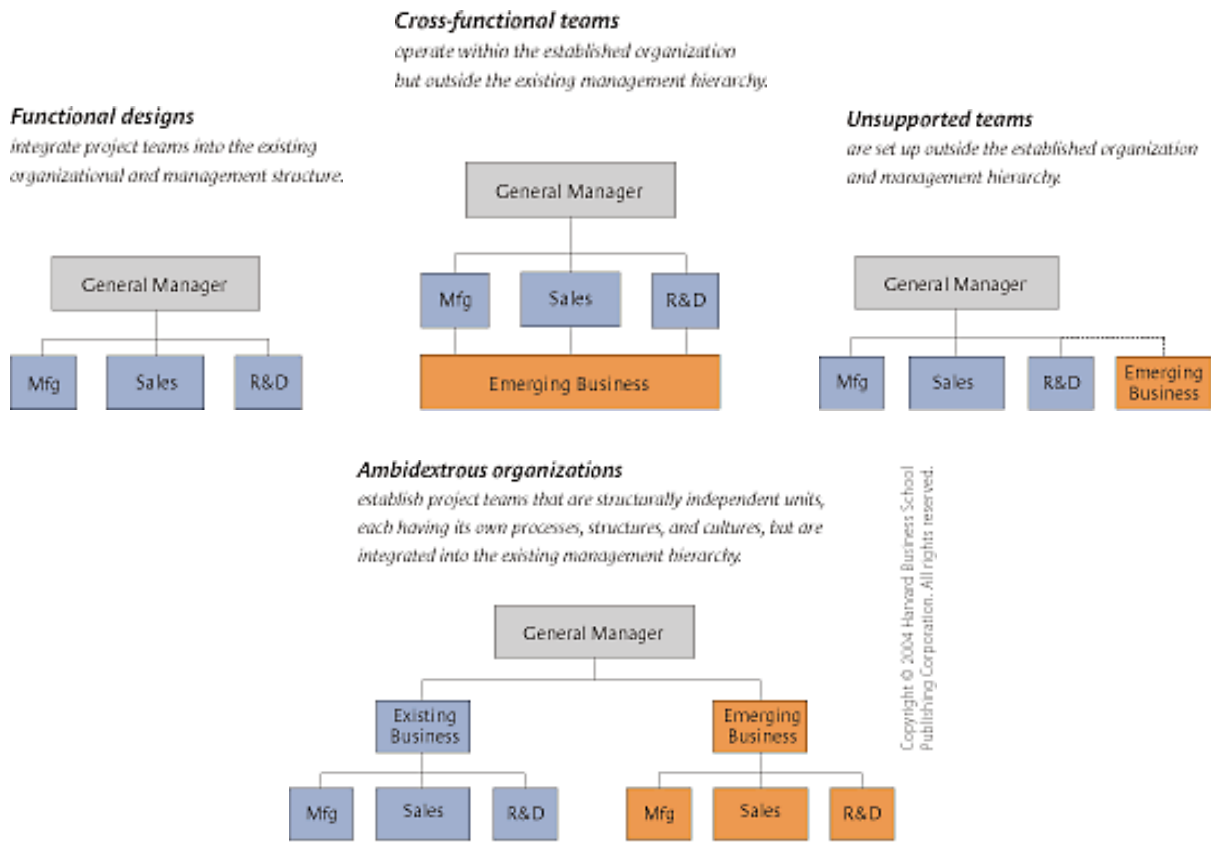 Cross-functional teams
operate within the established organization
but outside the existing management hierarchy.
Functional designs
integrate project teams into the existing
organizational and management structure.
Unsupported teams
are set up outside the established organization
and management hierarchy.
General Manager
Mfg
Sales
R&D
Emerging Business
General Manager
Mfg
Sales
R&D
General Manager
Mfg
Sales
R&D
Emerging
Business
Ambidextrous organizations
establish project teams that are structurally independent units,
each having its own processes, structures, and cultures, but are
integrated into the existing management hierarchy.
General Manager
Existing
Business
Emerging
Business
Mfg
Sales
R&D
Mfg
Sales
R&D
Copyright © 2004 Harvard Business School
Publishing Corporation. All rights reserved.